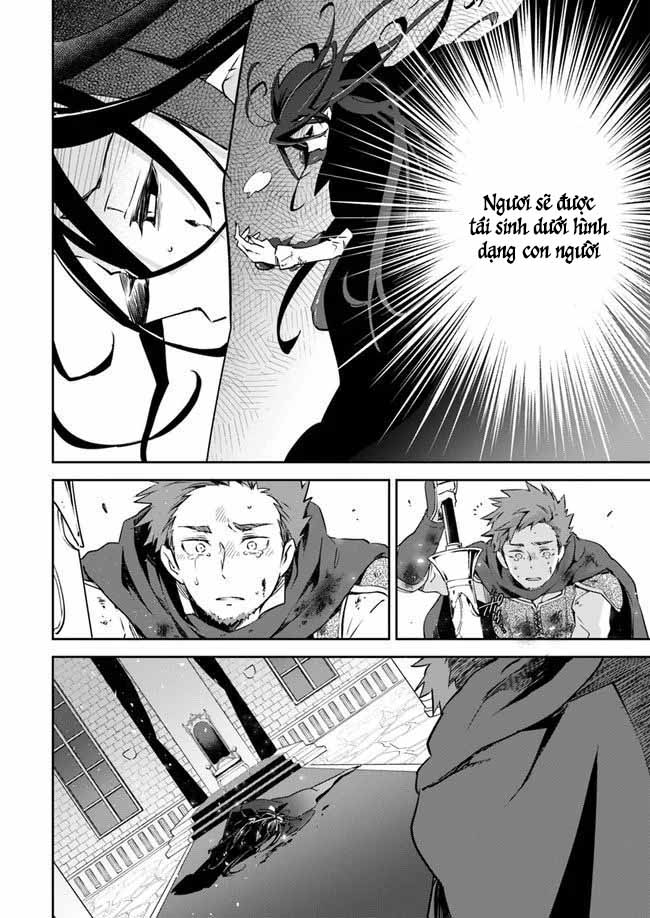 Ngươi sẽ được
tái sinh dưới hình
dạng con người